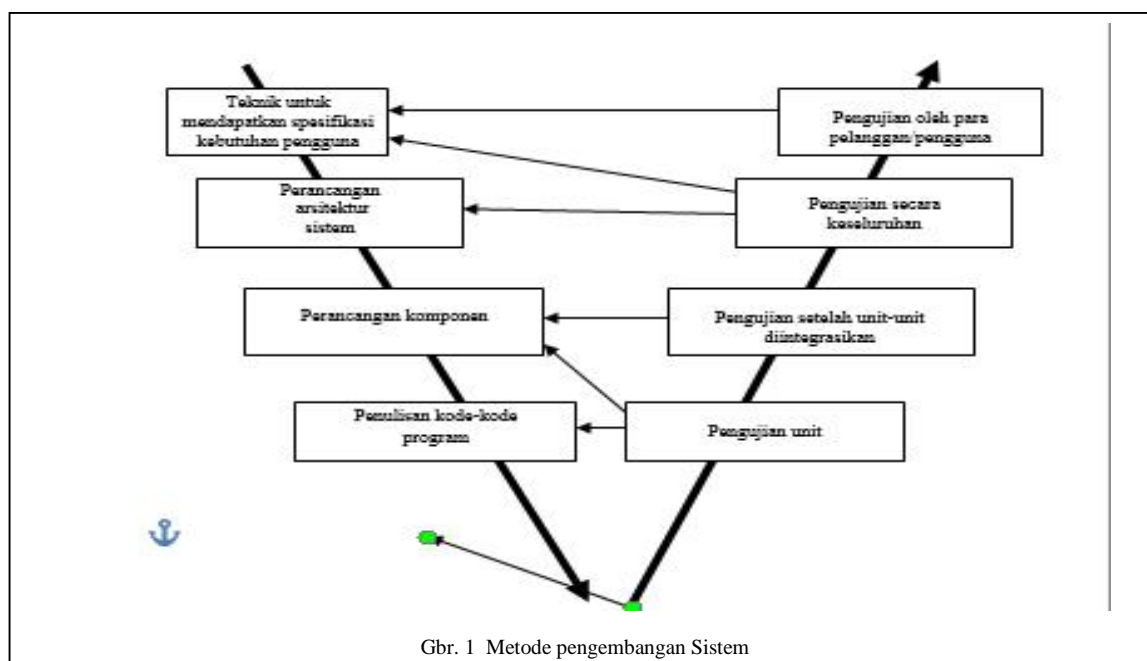 Teknik untuk
mendapatkan spesifikasi
kebutuhan pengguna
Pengujian oleh para
pelanggan/pengguna
Perancangan
arsitektur
sistem
Pengujian secara
keseluruhan
Perancangan komponen
Pengujian setelah unit-unit
diintegrasikan
Penulisan kode-kode
program
Pengujian unit
Gbr. 1 Metode pengembangan Sistem